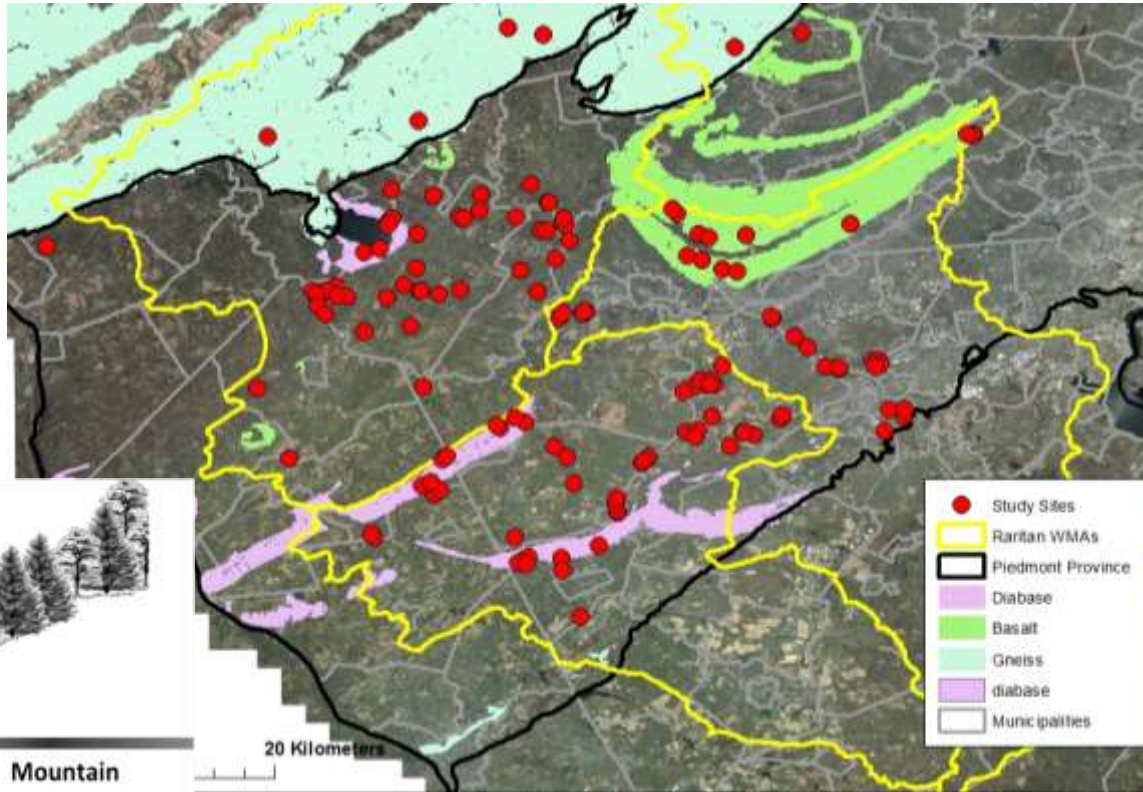 Study Sites
Raritan WMAs
Piedmont Province
Diabase
Basalt
Gneiss
diabase
Municipalities
20 Kilometers
Mountain